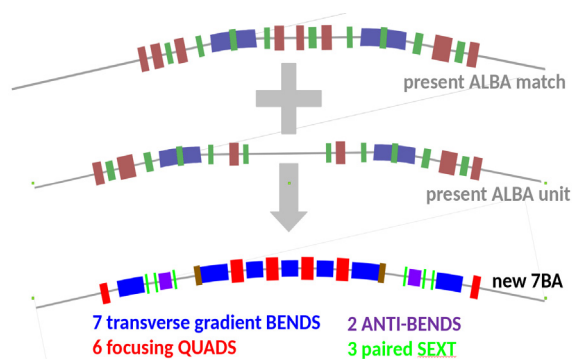 present ALBA match
present ALBA unit
new 7BA
7 transverse gradient BENDS
2 ANTI-BENDS
6 focusing QUADS
3 paired SEXT